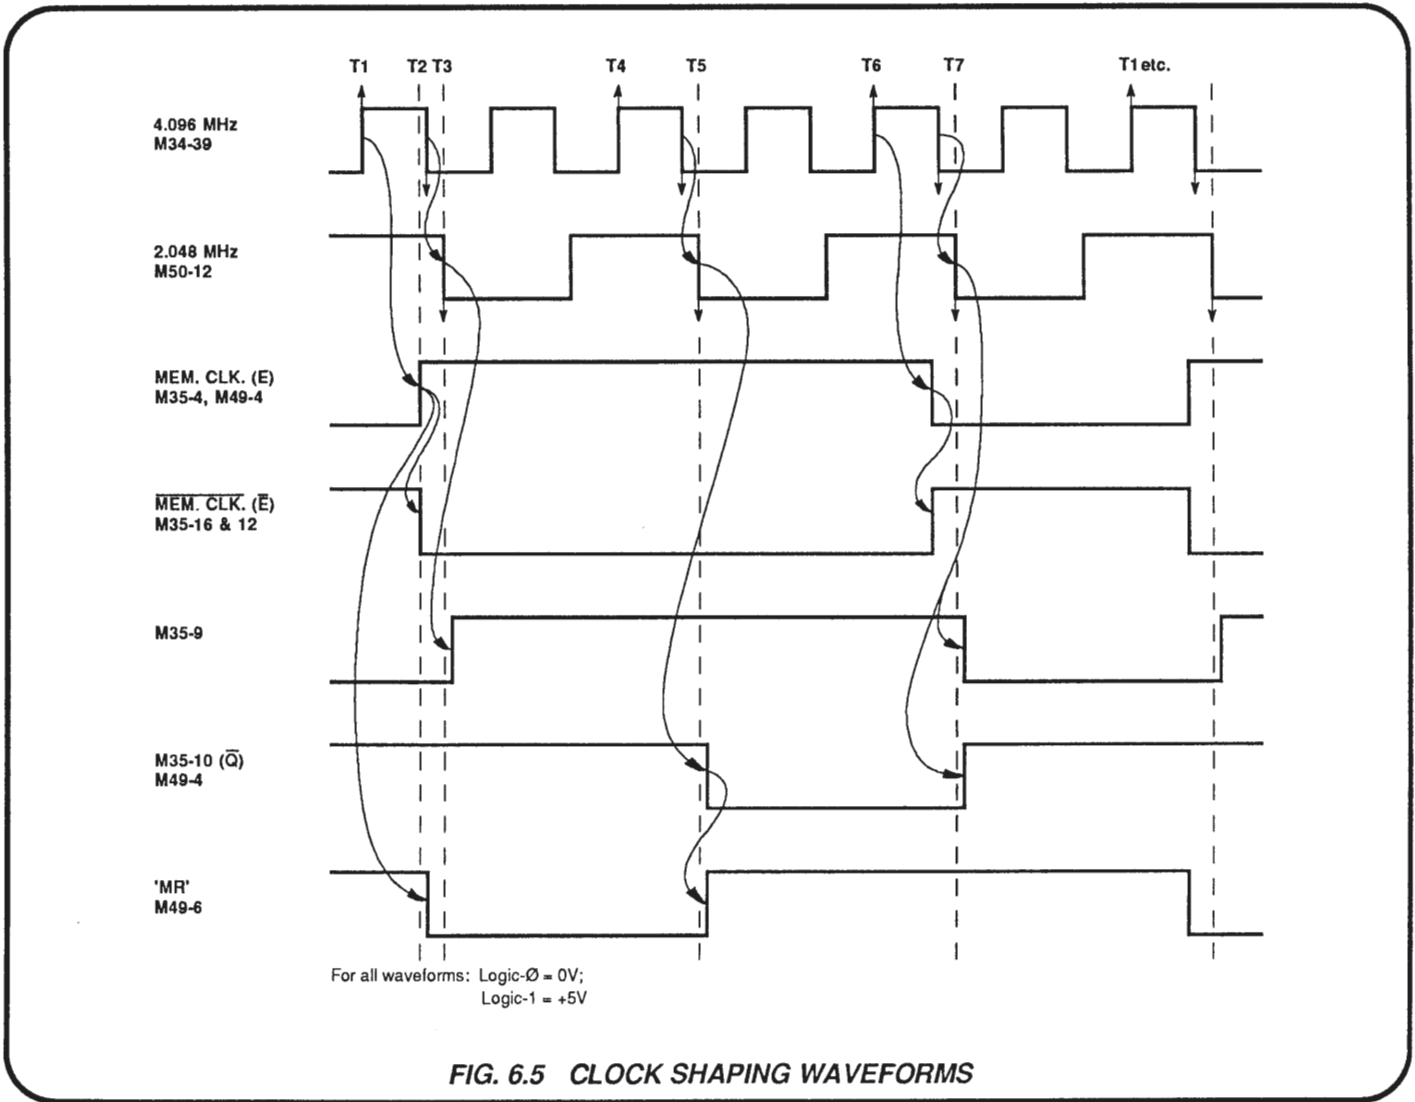 T1 T2 T3 T4 T5 T6 T7 T1 etc.
4.096 MHz
M34-39
2.048 MHz
M50-12
MEM. CLK. (E)
M35-4, M49-4
M̅E̅M̅.̅ ̅C̅L̅K̅.̅ (E̅)
M35-16 & 12
M35-9
M35-10 (Q̅)
M49-4
'MR'
M49-6
For all waveforms: Logic-Ø = 0V;
Logic-1 = +5V
FIG. 6.5 CLOCK SHAPING WAVEFORMS